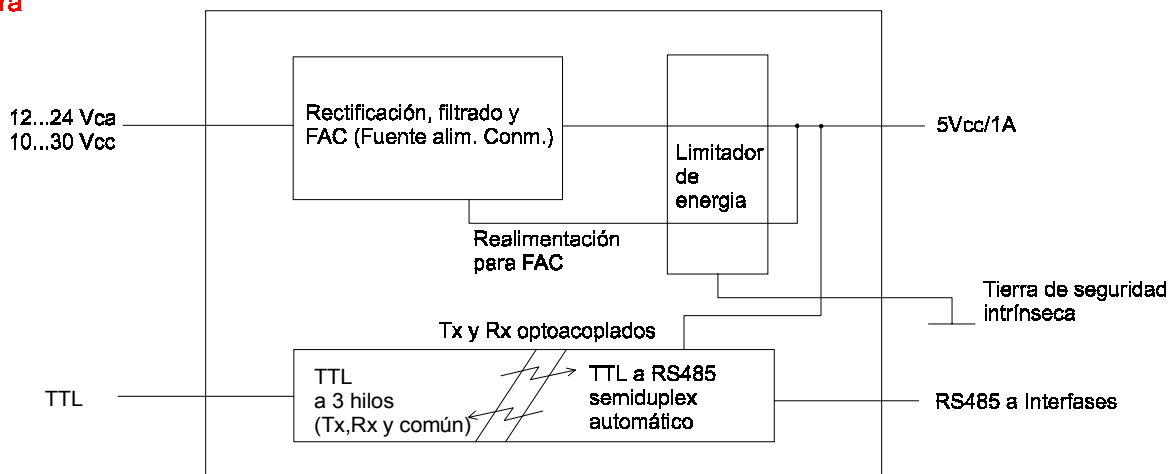 12...24 Vca
10...30 Vcc
Rectificación, filtrado y
FAC (Fuente alim. Conm.)
Limitador
de
energia
5Vcc/1A
Realimentación
para FAC
Tierra de seguridad
intrínseca
Tx y Rx optoacoplados
TTL
TTL
a 3 hilos
(Tx,Rx y común)
TTL a RS485
semiduplex
automático
RS485 a Interfases